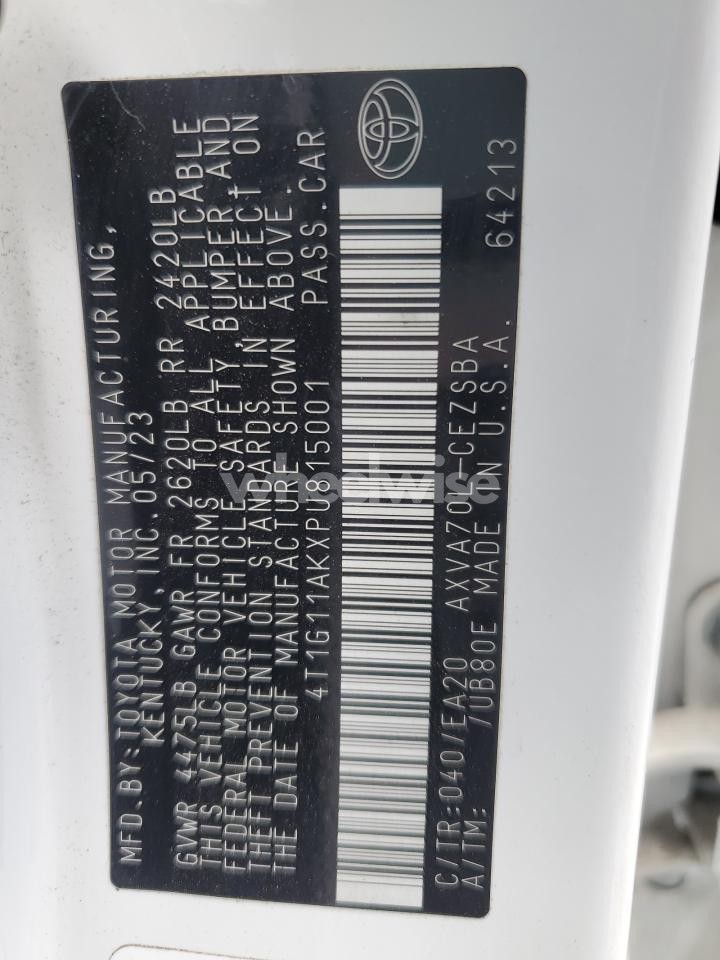 MFD.BY:TOYOTA MOTOR MANUFACTURING,
KENTUCKY, INC. 05/23
GVWR 4475LB GAWR FR 2620LB RR 2420LB
THIS VEHICLE CONFORMS TO ALL APPLICABLE
FEDERAL MOTOR VEHICLE SAFETY, BUMPER, AND
THEFT PREVENTION STANDARDS IN EFFECT ON
THE DATE OF MANUFACTURE SHOWN ABOVE.
4T1G11AKXPU815001 PASS.CAR
C/TR:040/EA20 AXVA70L-CEZSBA 64213
A/TM: /UB80E MADE IN U.S.A.
wheelwise